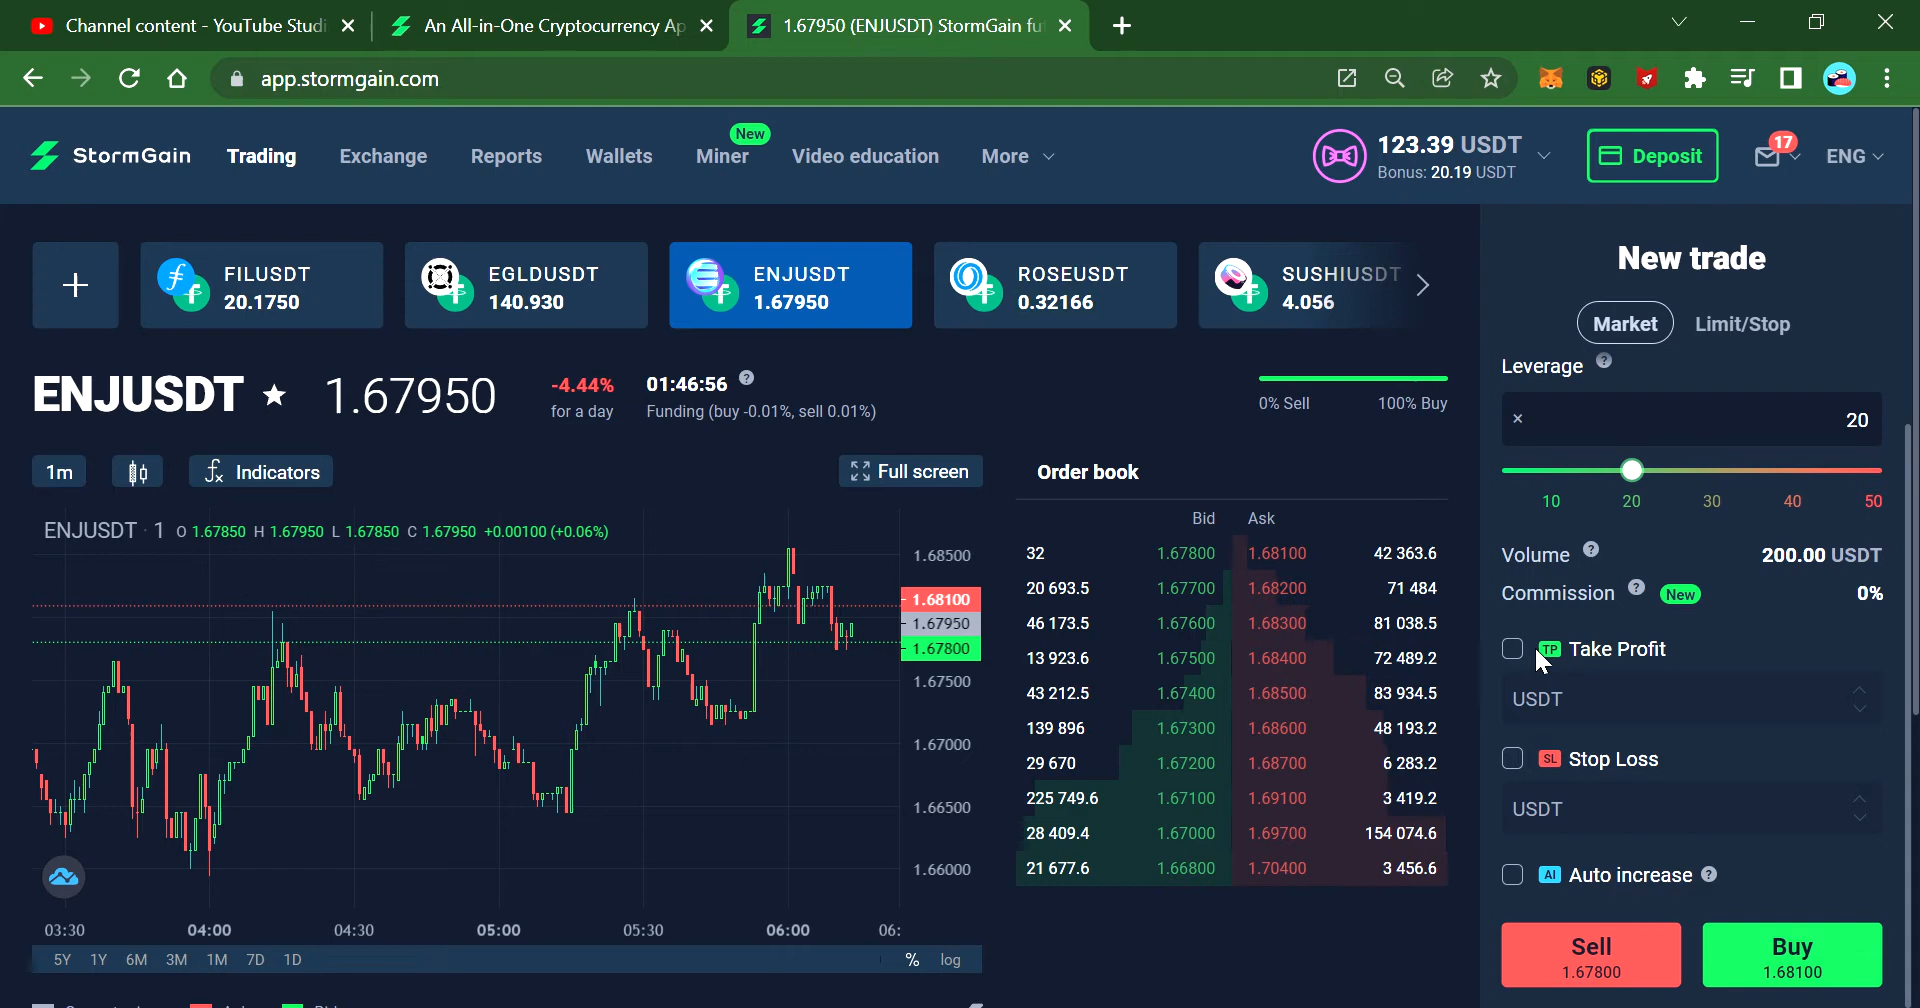 Channel content - YouTube Studi
An All-in-One Cryptocurrency Ap
1.67950 (ENJUSDT) StormGain fu
app.stormgain.com
StormGain
Trading
Exchange
Reports
Wallets
Miner
New
Video education
More
123.39 USDT
Bonus: 20.19 USDT
Deposit
17
ENG
FILUSDT
20.1750
EGLDUSDT
140.930
ENJUSDT
1.67950
ROSEUSDT
0.32166
SUSHIUSDT
4.056
ENJUSDT
1.67950
-4.44%
for a day
01:46:56
Funding (buy -0.01%, sell 0.01%)
0% Sell
100% Buy
1m
Indicators
Full screen
ENJUSDT · 1 O 1.67850 H 1.67950 L 1.67850 C 1.67950 +0.00100 (+0.06%)
1.68500
1.68100
1.67950
1.67800
1.67500
1.67000
1.66500
1.66000
03:30 04:00 04:30 05:00 05:30 06:00 06:
5Y 1Y 6M 3M 1M 7D 1D % log
Order book
Bid Ask
32 1.67800 1.68100 42 363.6
20 693.5 1.67700 1.68200 71 484
46 173.5 1.67600 1.68300 81 038.5
13 923.6 1.67500 1.68400 72 489.2
43 212.5 1.67400 1.68500 83 934.5
139 896 1.67300 1.68600 48 193.2
29 670 1.67200 1.68700 6 283.2
225 749.6 1.67100 1.69100 3 419.2
28 409.4 1.67000 1.69700 154 074.6
21 677.6 1.66800 1.70400 3 456.6
New trade
Market
Limit/Stop
Leverage
× 20
10 20 30 40 50
Volume 200.00 USDT
Commission New 0%
TP Take Profit
USDT
SL Stop Loss
USDT
AI Auto increase
Sell
1.67800
Buy
1.68100